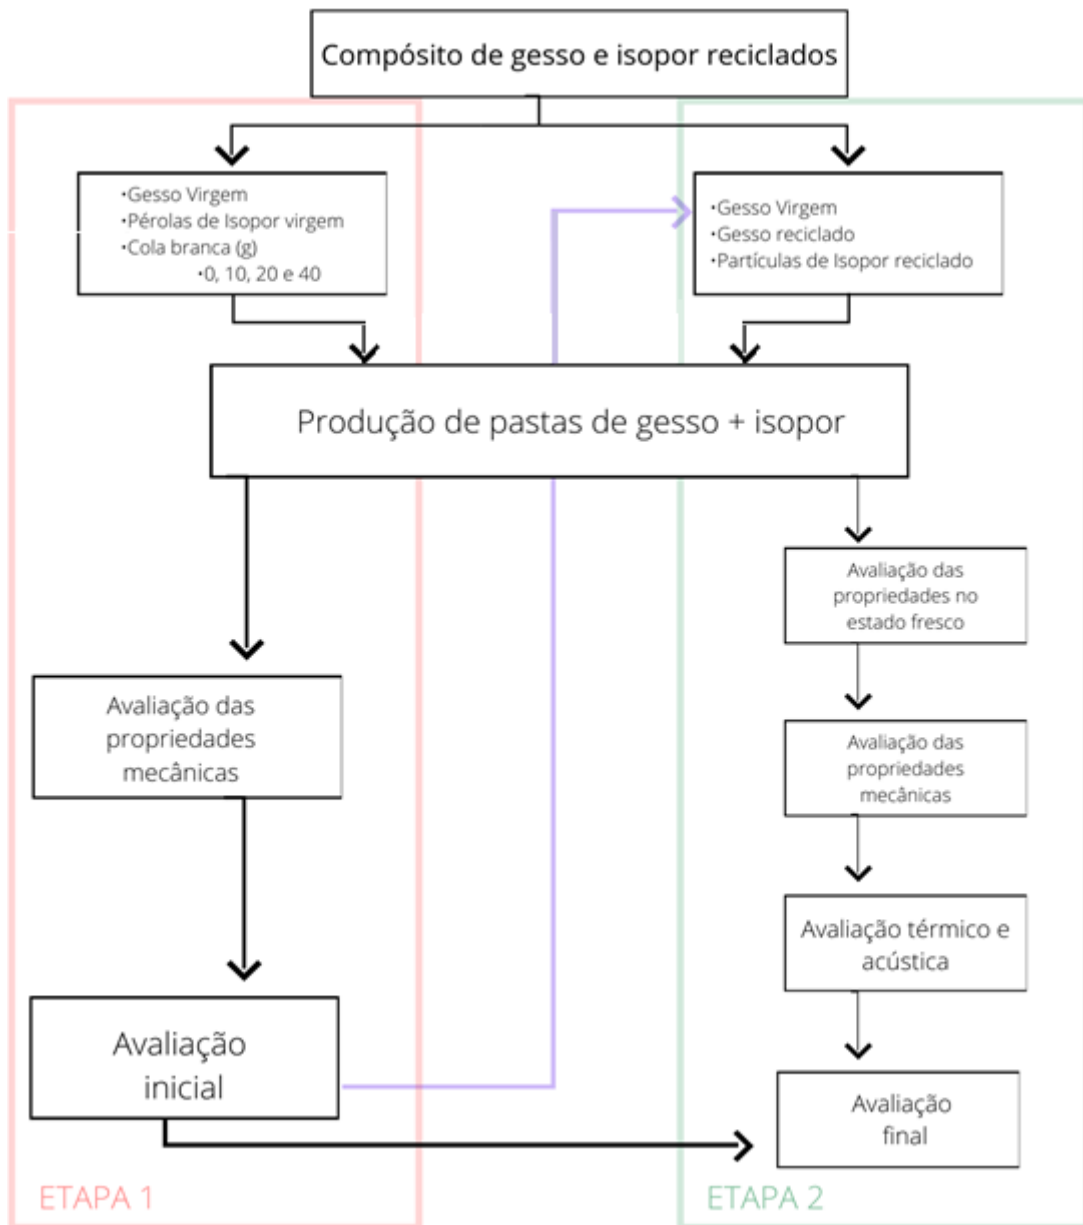 Compósito de gesso e isopor reciclados
•Gesso Virgem
•Pérolas de Isopor virgem
•Cola branca (g)
•0, 10, 20 e 40
•Gesso Virgem
•Gesso reciclado
•Partículas de Isopor reciclado
Produção de pastas de gesso + isopor
Avaliação das
propriedades
mecânicas
Avaliação
inicial
ETAPA 1
Avaliação das
propriedades no
estado fresco
Avaliação das
propriedades
mecânicas
Avaliação térmico e
acústica
Avaliação
final
ETAPA 2